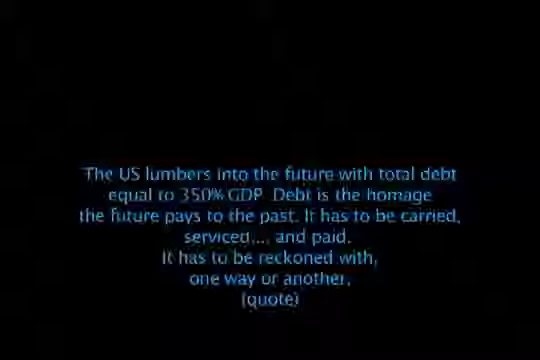 The US lumbers into the future with total debt
equal to 350% GDP. Debt is the homage
the future pays to the past. It has to be carried,
serviced,... and paid.
It has to be reckoned with,
one way or another.
(quote)